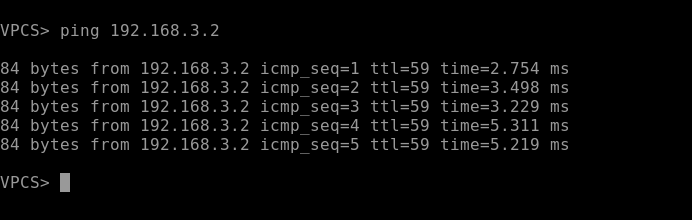 VPCS> ping 192.168.3.2
84 bytes from 192.168.3.2 icmp_seq=1 ttl=59 time=2.754 ms
84 bytes from 192.168.3.2 icmp_seq=2 ttl=59 time=3.498 ms
84 bytes from 192.168.3.2 icmp_seq=3 ttl=59 time=3.229 ms
84 bytes from 192.168.3.2 icmp_seq=4 ttl=59 time=5.311 ms
84 bytes from 192.168.3.2 icmp_seq=5 ttl=59 time=5.219 ms
VPCS>